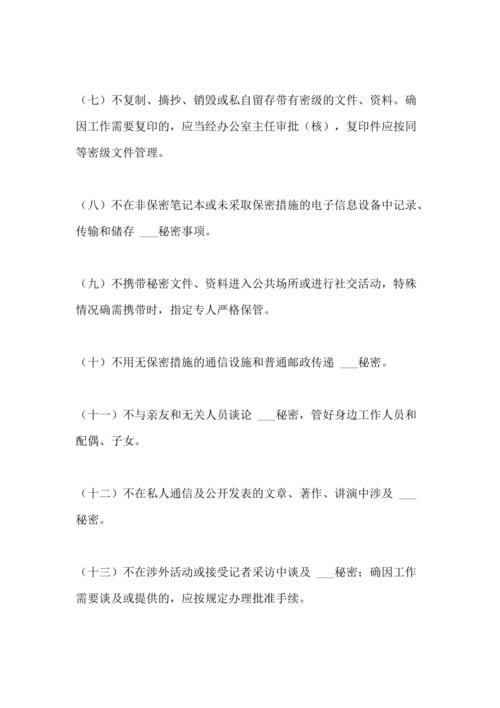 （七）不复制、摘抄、销毁或私自留存带有密级的文件、资料。确
因工作需要复印的，应当经办公室主任审批（核），复印件应按同
等密级文件管理。
（八）不在非保密笔记本或未采取保密措施的电子信息设备中记录、
传输和储存 ___秘密事项。
（九）不携带秘密文件、资料进入公共场所或进行社交活动，特殊
情况确需携带时，指定专人严格保管。
（十）不用无保密措施的通信设施和普通邮政传递 ___秘密。
（十一）不与亲友和无关人员谈论 ___秘密，管好身边工作人员和
配偶、子女。
（十二）不在私人通信及公开发表的文章、著作、讲演中涉及 ___
秘密。
（十三）不在涉外活动或接受记者采访中谈及 ___秘密；确因工作
需要谈及或提供的，应按规定办理批准手续。